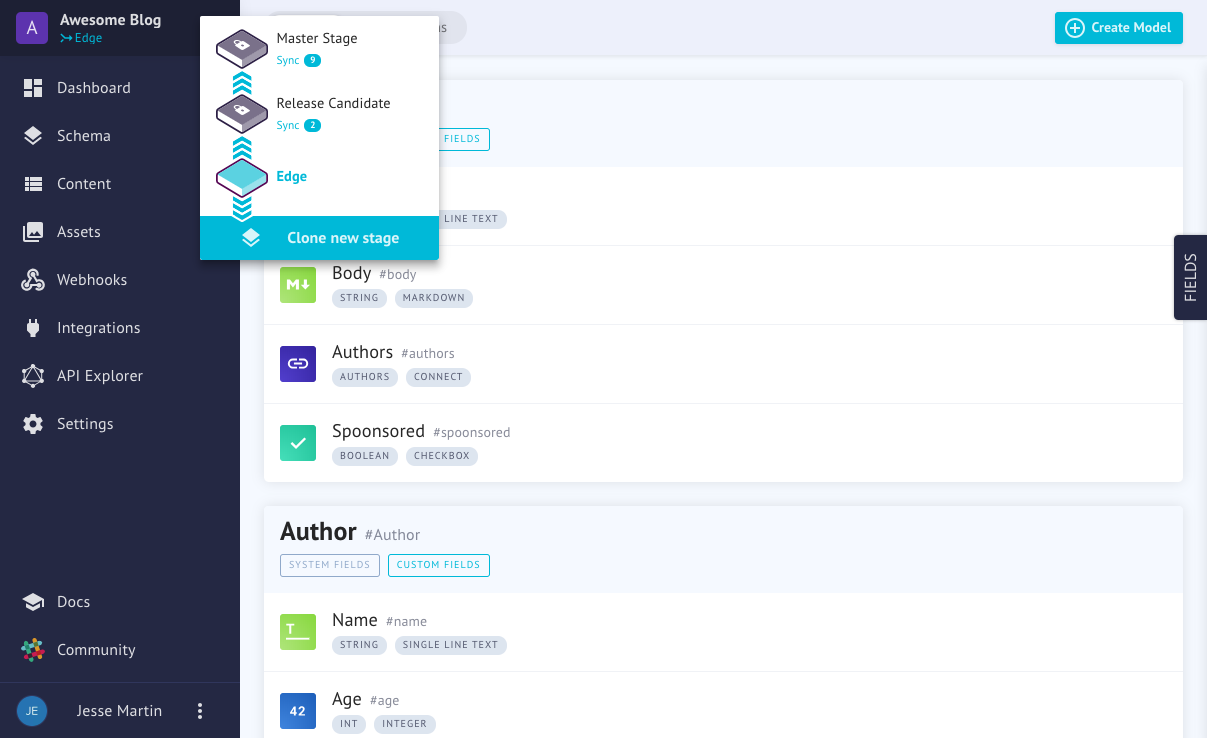 A
Awesome Blog
Edge
Dashboard
Schema
Content
Assets
Webhooks
Integrations
API Explorer
Settings
Docs
Community
JE
Jesse Martin
Master Stage
Sync 9
Release Candidate
Sync 2
Edge
Clone new stage
Create Model
FIELDS
LINE TEXT
Body #body
STRING MARKDOWN
Authors #authors
AUTHORS CONNECT
Spoonsored #spoonsored
BOOLEAN CHECKBOX
Author #Author
SYSTEM FIELDS CUSTOM FIELDS
T
Name #name
STRING SINGLE LINE TEXT
42
Age #age
INT INTEGER
FIELDS